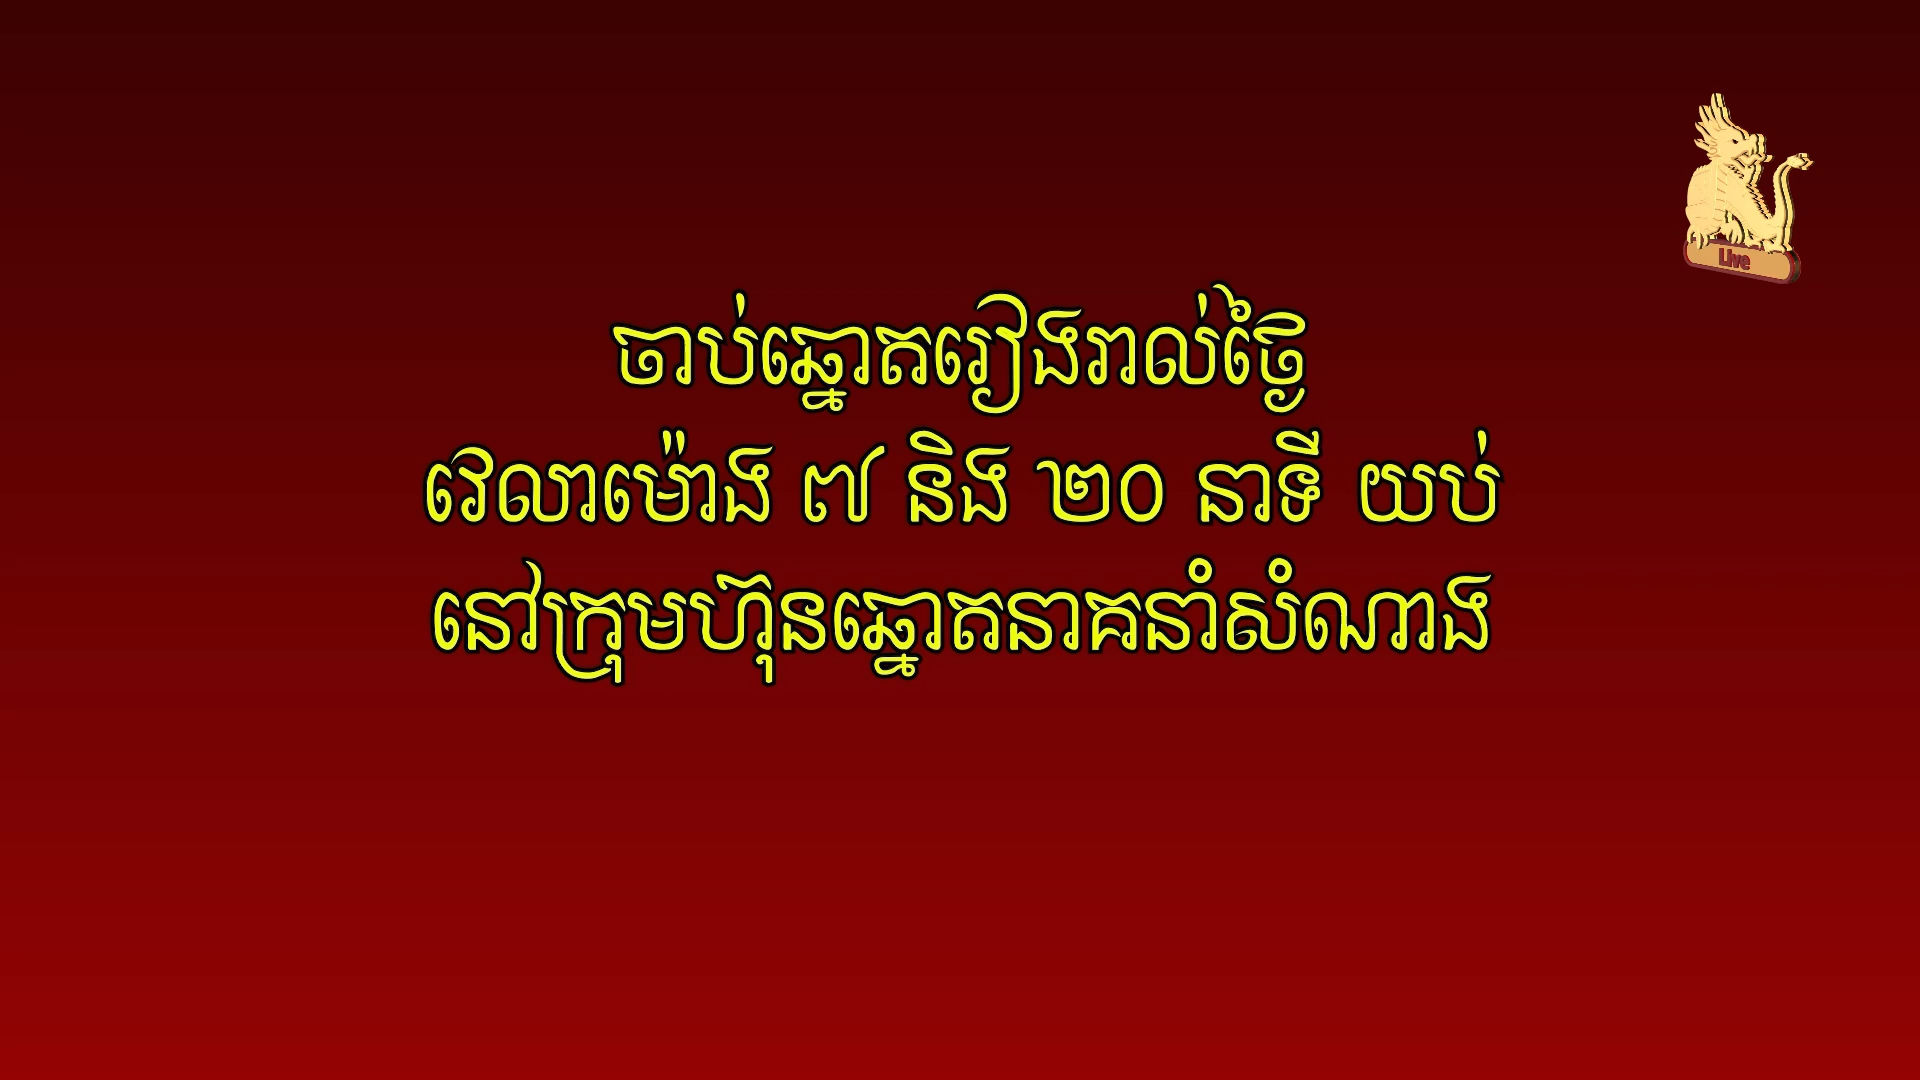 Live
ចាប់ឆ្នោតរៀងរាល់ថ្ងៃ
វេលាម៉ោង ៧ និង ២០ នាទី យប់
នៅក្រុមហ៊ុនឆ្នោតនាគនាំសំណាង